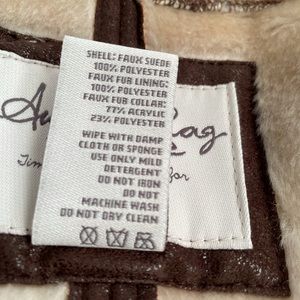 SHELL: FAUX SUEDE
100% POLYESTER
FAUX FUR LINING:
100% POLYESTER
FAUX FUR COLLAR:
77% ACRYLIC
23% POLYESTER
WIPE WITH DAMP
CLOTH OR SPONGE
USE ONLY MILD
DETERGENT
DO NOT IRON
DO NOT
MACHINE WASH
DO NOT DRY CLEAN
Rag